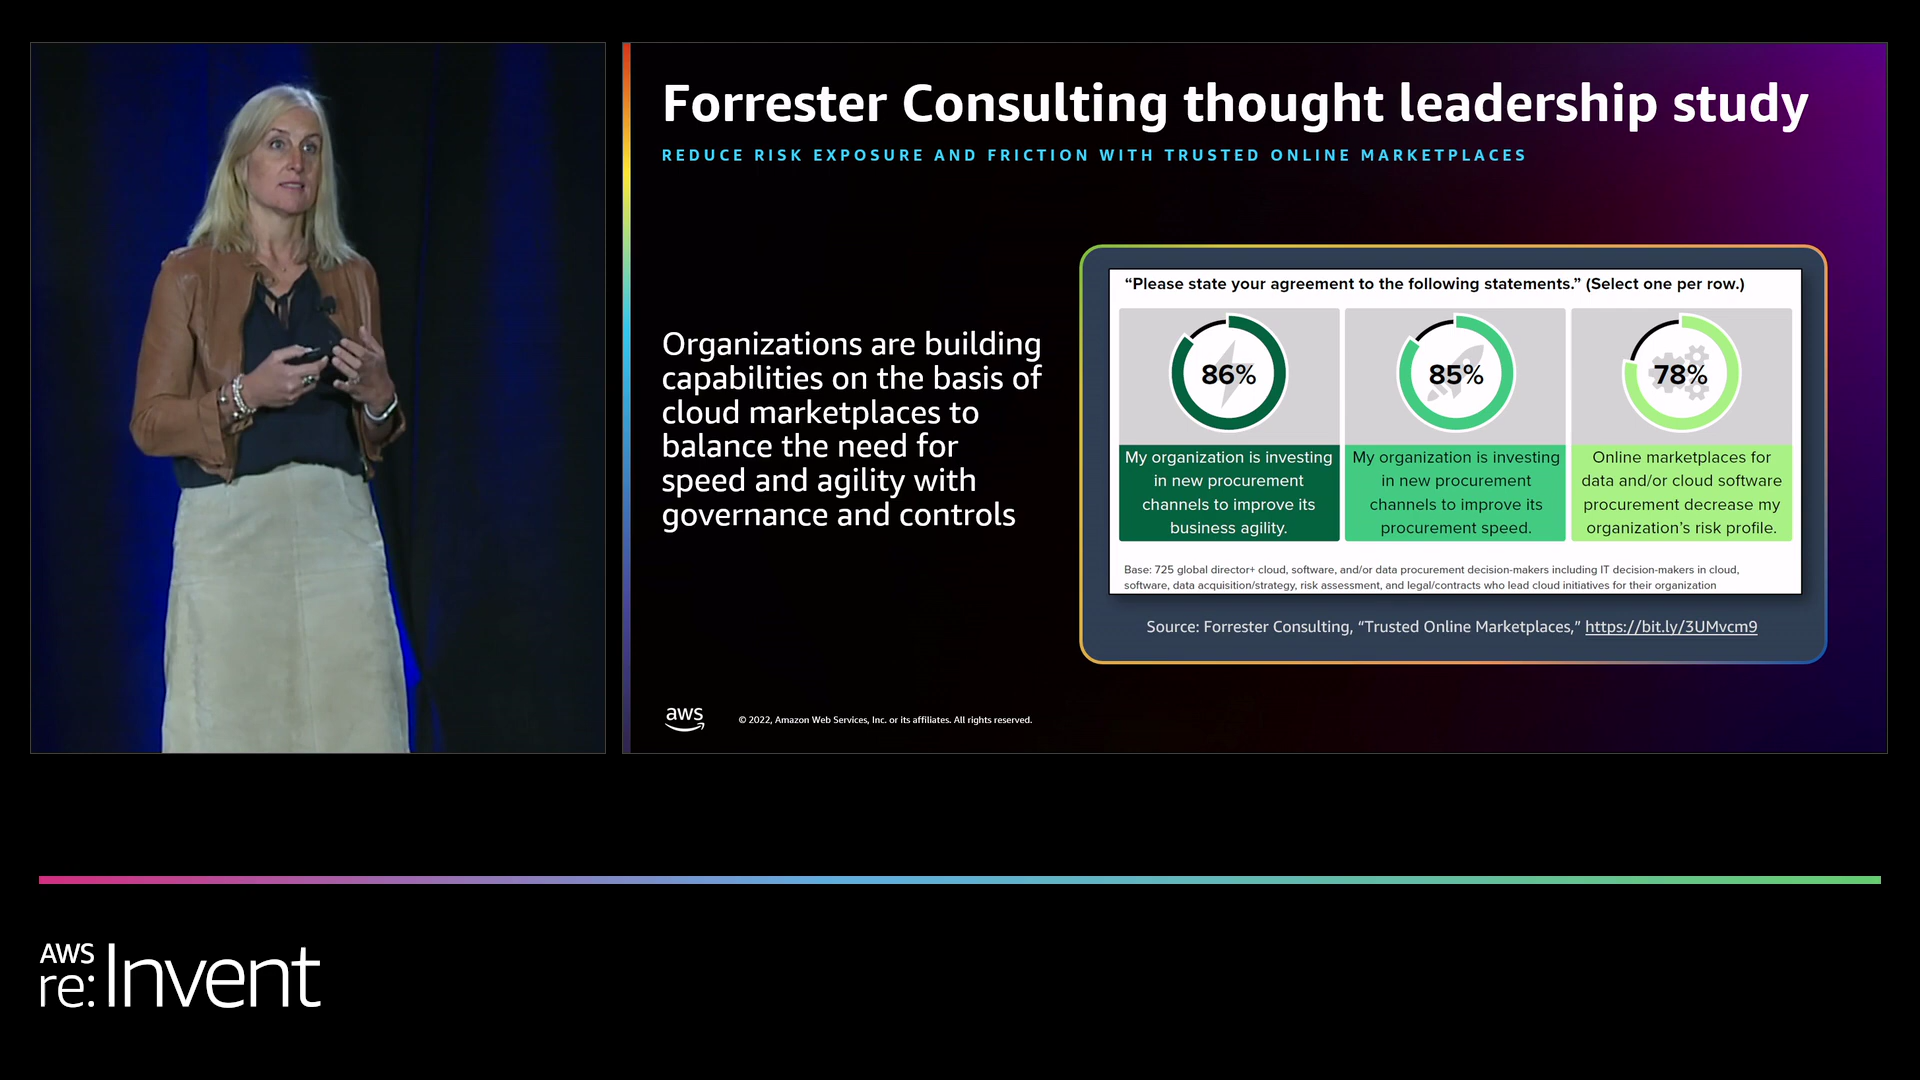 Forrester Consulting thought leadership study
REDUCE RISK EXPOSURE AND FRICTION WITH TRUSTED ONLINE MARKETPLACES
Organizations are building
capabilities on the basis of
cloud marketplaces to
balance the need for
speed and agility with
governance and controls
“Please state your agreement to the following statements.” (Select one per row.)
86%
My organization is investing
in new procurement
channels to improve its
business agility.
85%
My organization is investing
in new procurement
channels to improve its
procurement speed.
78%
Online marketplaces for
data and/or cloud software
procurement decrease my
organization’s risk profile.
Base: 725 global director+ cloud, software, and/or data procurement decision-makers including IT decision-makers in cloud,
software, data acquisition/strategy, risk assessment, and legal/contracts who lead cloud initiatives for their organization
Source: Forrester Consulting, “Trusted Online Marketplaces,” https://bit.ly/3UMvcm9
aws
© 2022, Amazon Web Services, Inc. or its affiliates. All rights reserved.
AWS
re:Invent